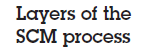 Layers of the
SCM process